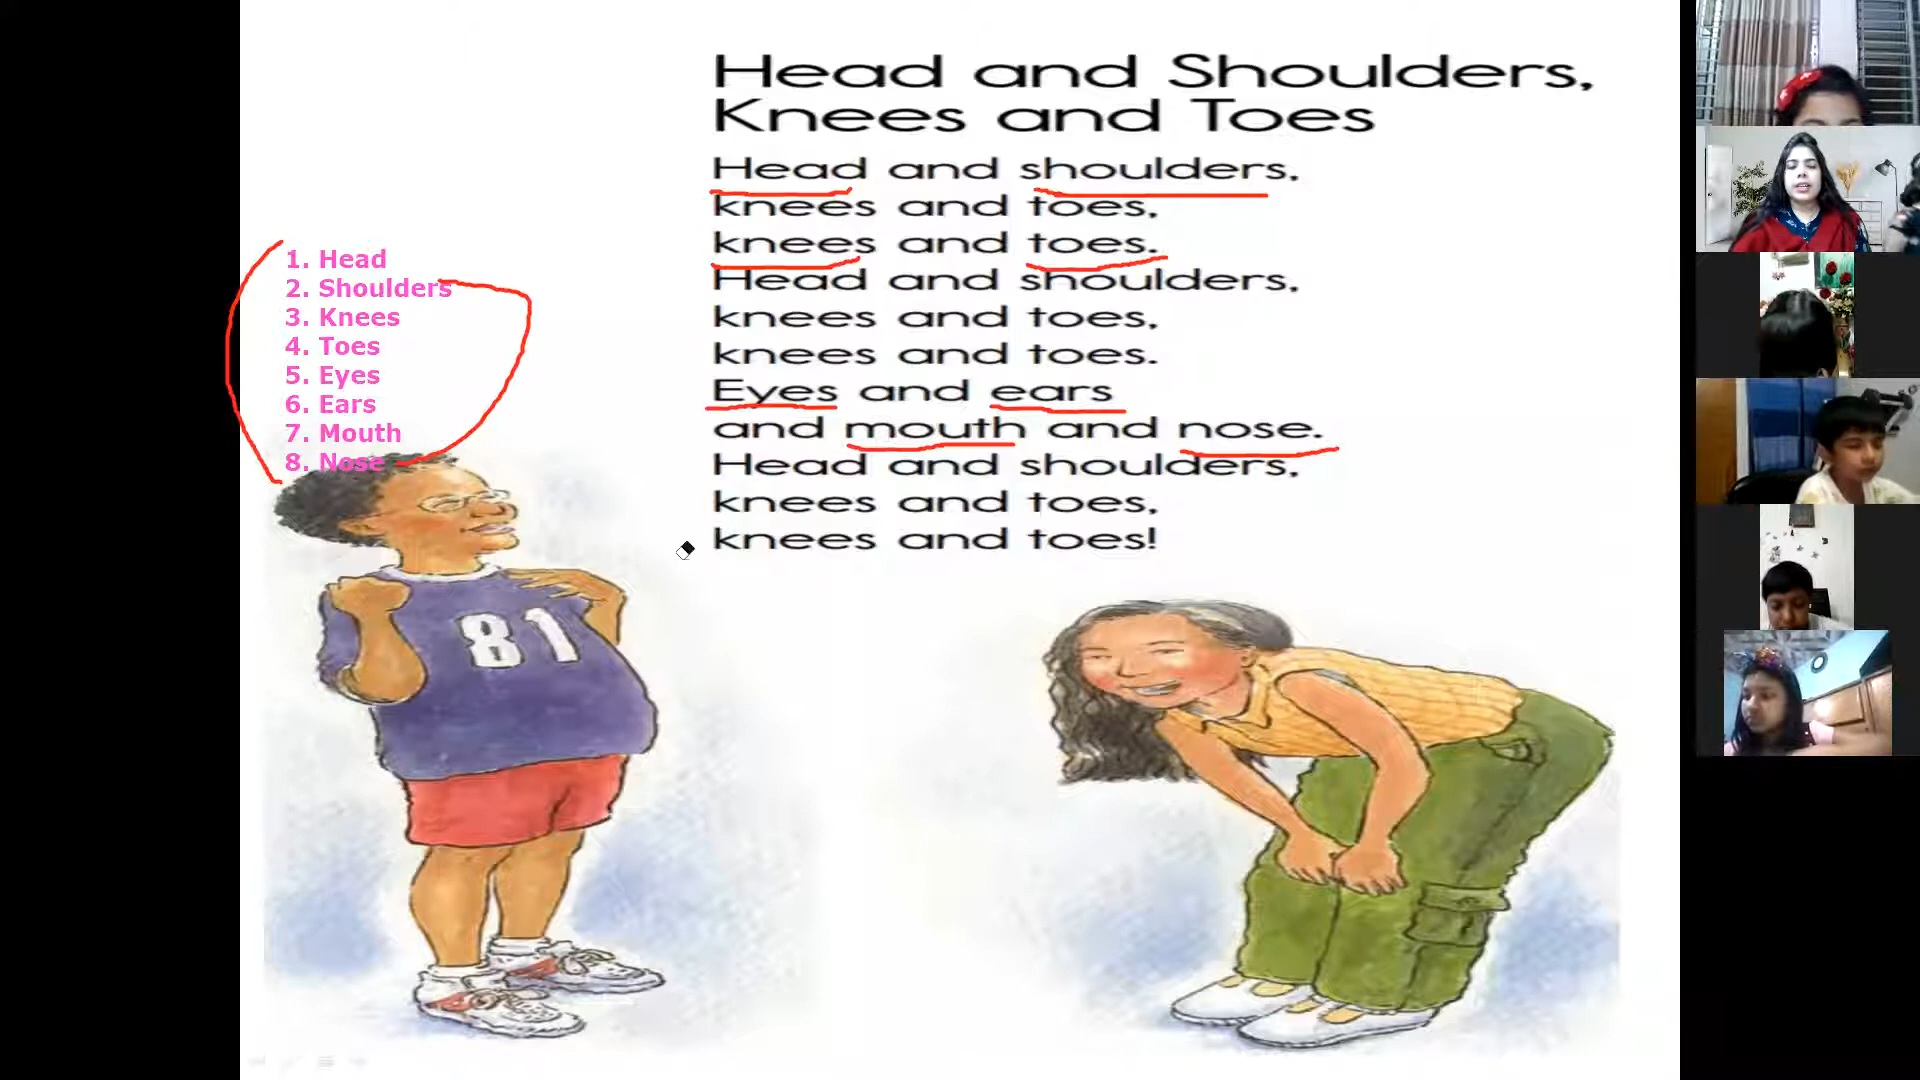 Head and Shoulders,
Knees and Toes
Head and shoulders,
knees and toes,
knees and toes.
Head and shoulders,
knees and toes,
knees and toes.
Eyes and ears
and mouth and nose.
Head and shoulders,
knees and toes,
knees and toes!
1. Head
2. Shoulders
3. Knees
4. Toes
5. Eyes
6. Ears
7. Mouth
8. Nose
81